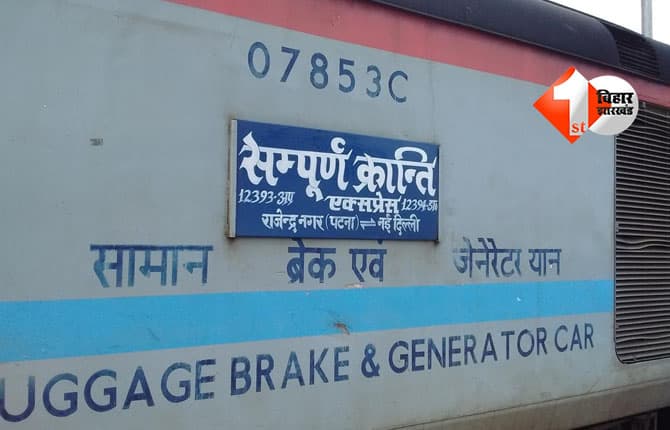 07853C
1st
बिहार
झारखंड
सम्पूर्ण क्रान्ति
12393-अप एक्सप्रेस 12394-डाउन
राजेन्द्र नगर (पटना) ⇌ नई दिल्ली
सामान ब्रेक एवं जेनेरेटर यान
UGGAGE BRAKE & GENERATOR CAR